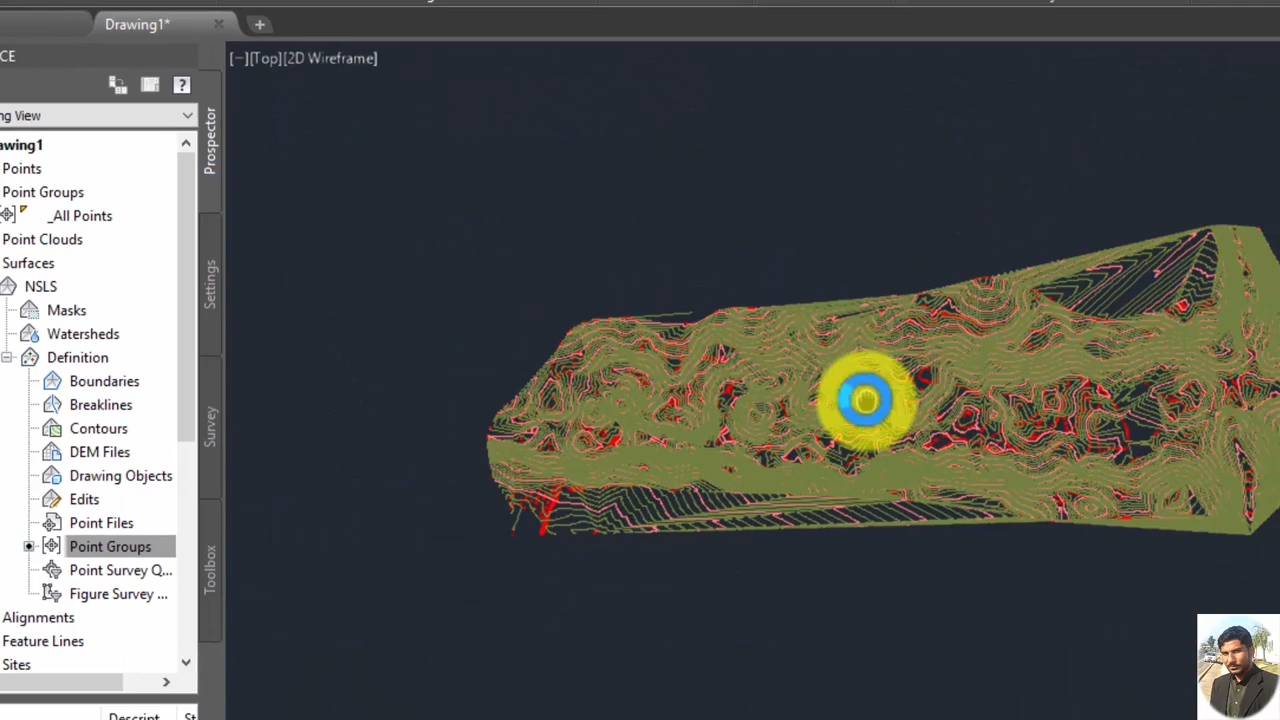 Drawing1*
CE
[−][Top][2D Wireframe]
?
ng View
Prospector
awing1
Points
Point Groups
_All Points
Point Clouds
Surfaces
NSLS
Settings
Masks
Watersheds
Definition
Boundaries
Breaklines
Survey
Contours
DEM Files
Drawing Objects
Edits
Point Files
Point Groups
Toolbox
Point Survey Q...
Figure Survey ...
Alignments
Feature Lines
Sites
Descript
St